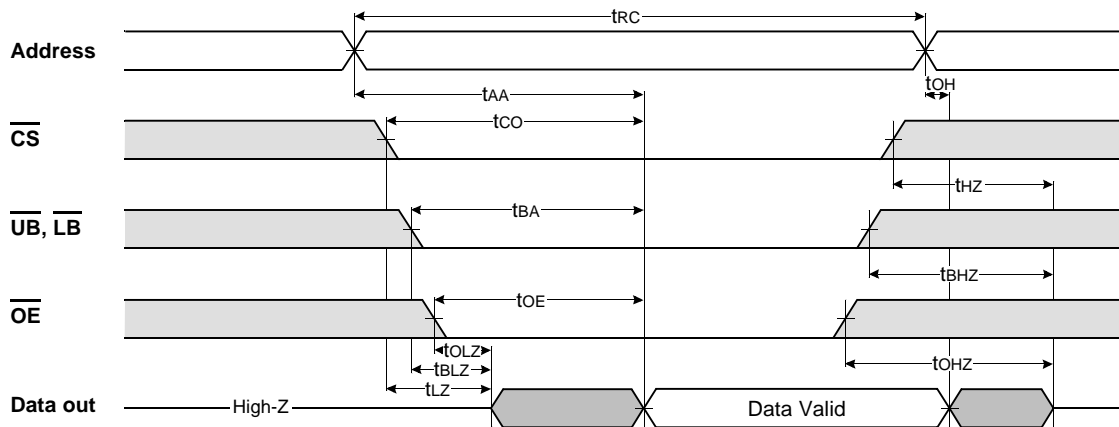 tRC
Address
tOH
tAA
CS
tCO
tHZ
UB, LB
tBA
tBHZ
OE
tOE
tOLZ
tOHZ
tBLZ
tLZ
Data out
High-Z
Data Valid